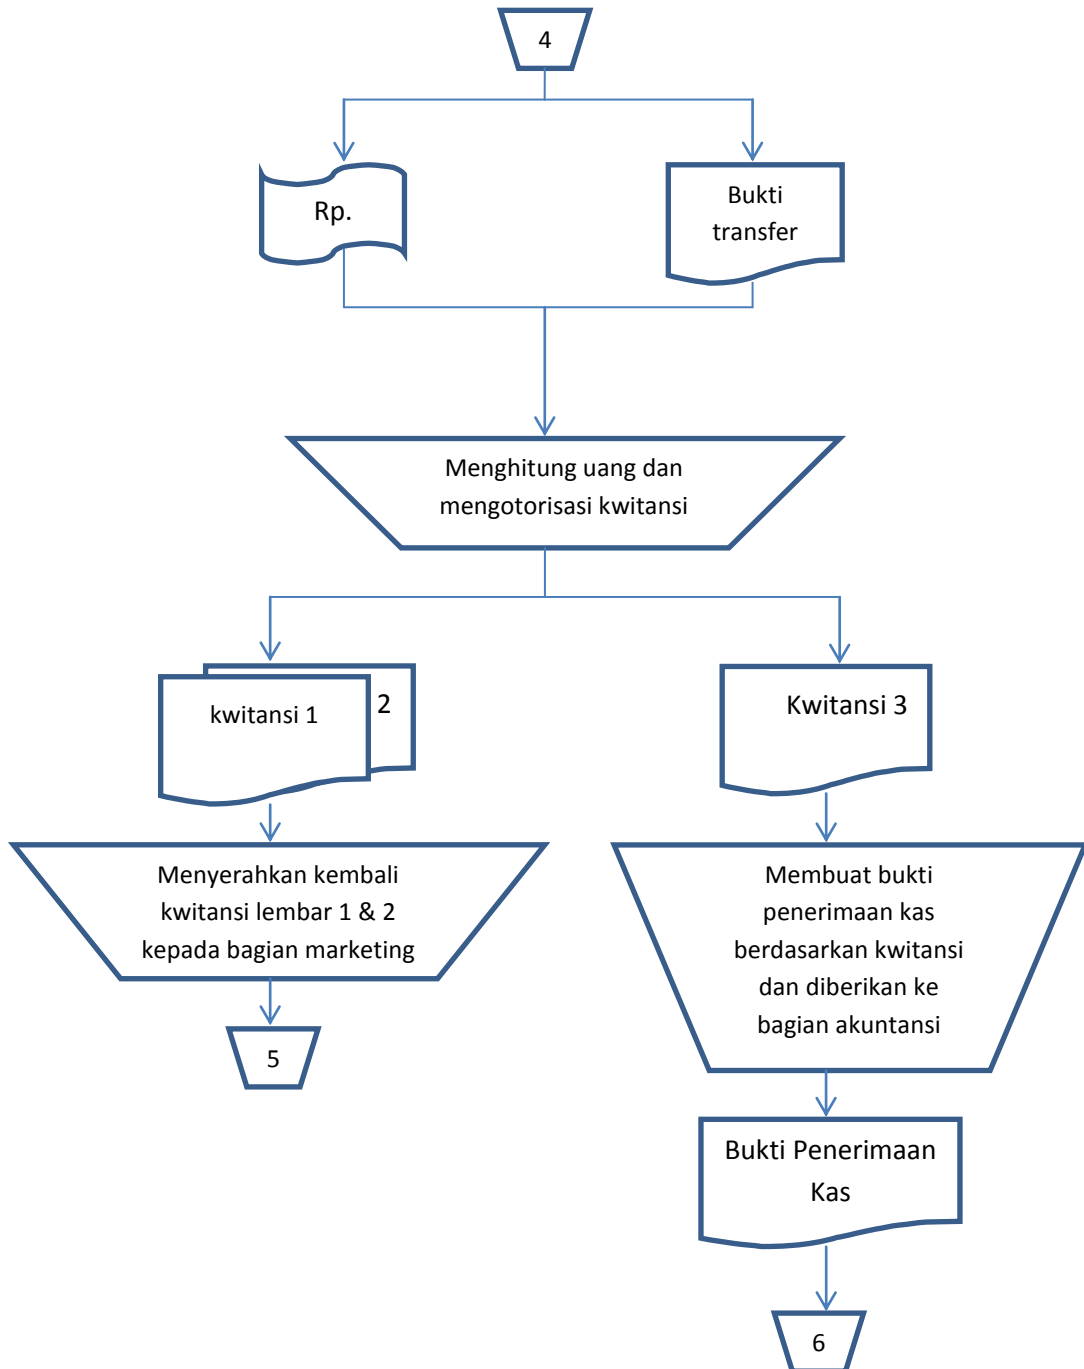 4
Rp.
Bukti
transfer
Menghitung uang dan
mengotorisasi kwitansi
kwitansi 1
2
Kwitansi 3
Menyerahkan kembali
kwitansi lembar 1 & 2
kepada bagian marketing
Membuat bukti
penerimaan kas
berdasarkan kwitansi
dan diberikan ke
bagian akuntansi
5
Bukti Penerimaan
Kas
6